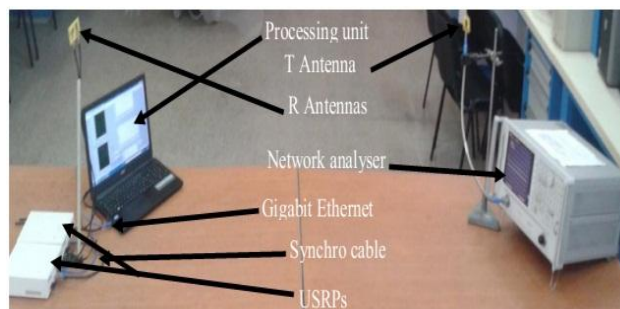 Processing unit
T Antenna
R Antennas
Network analyser
Gigabit Ethernet
Synchro cable
USRPs